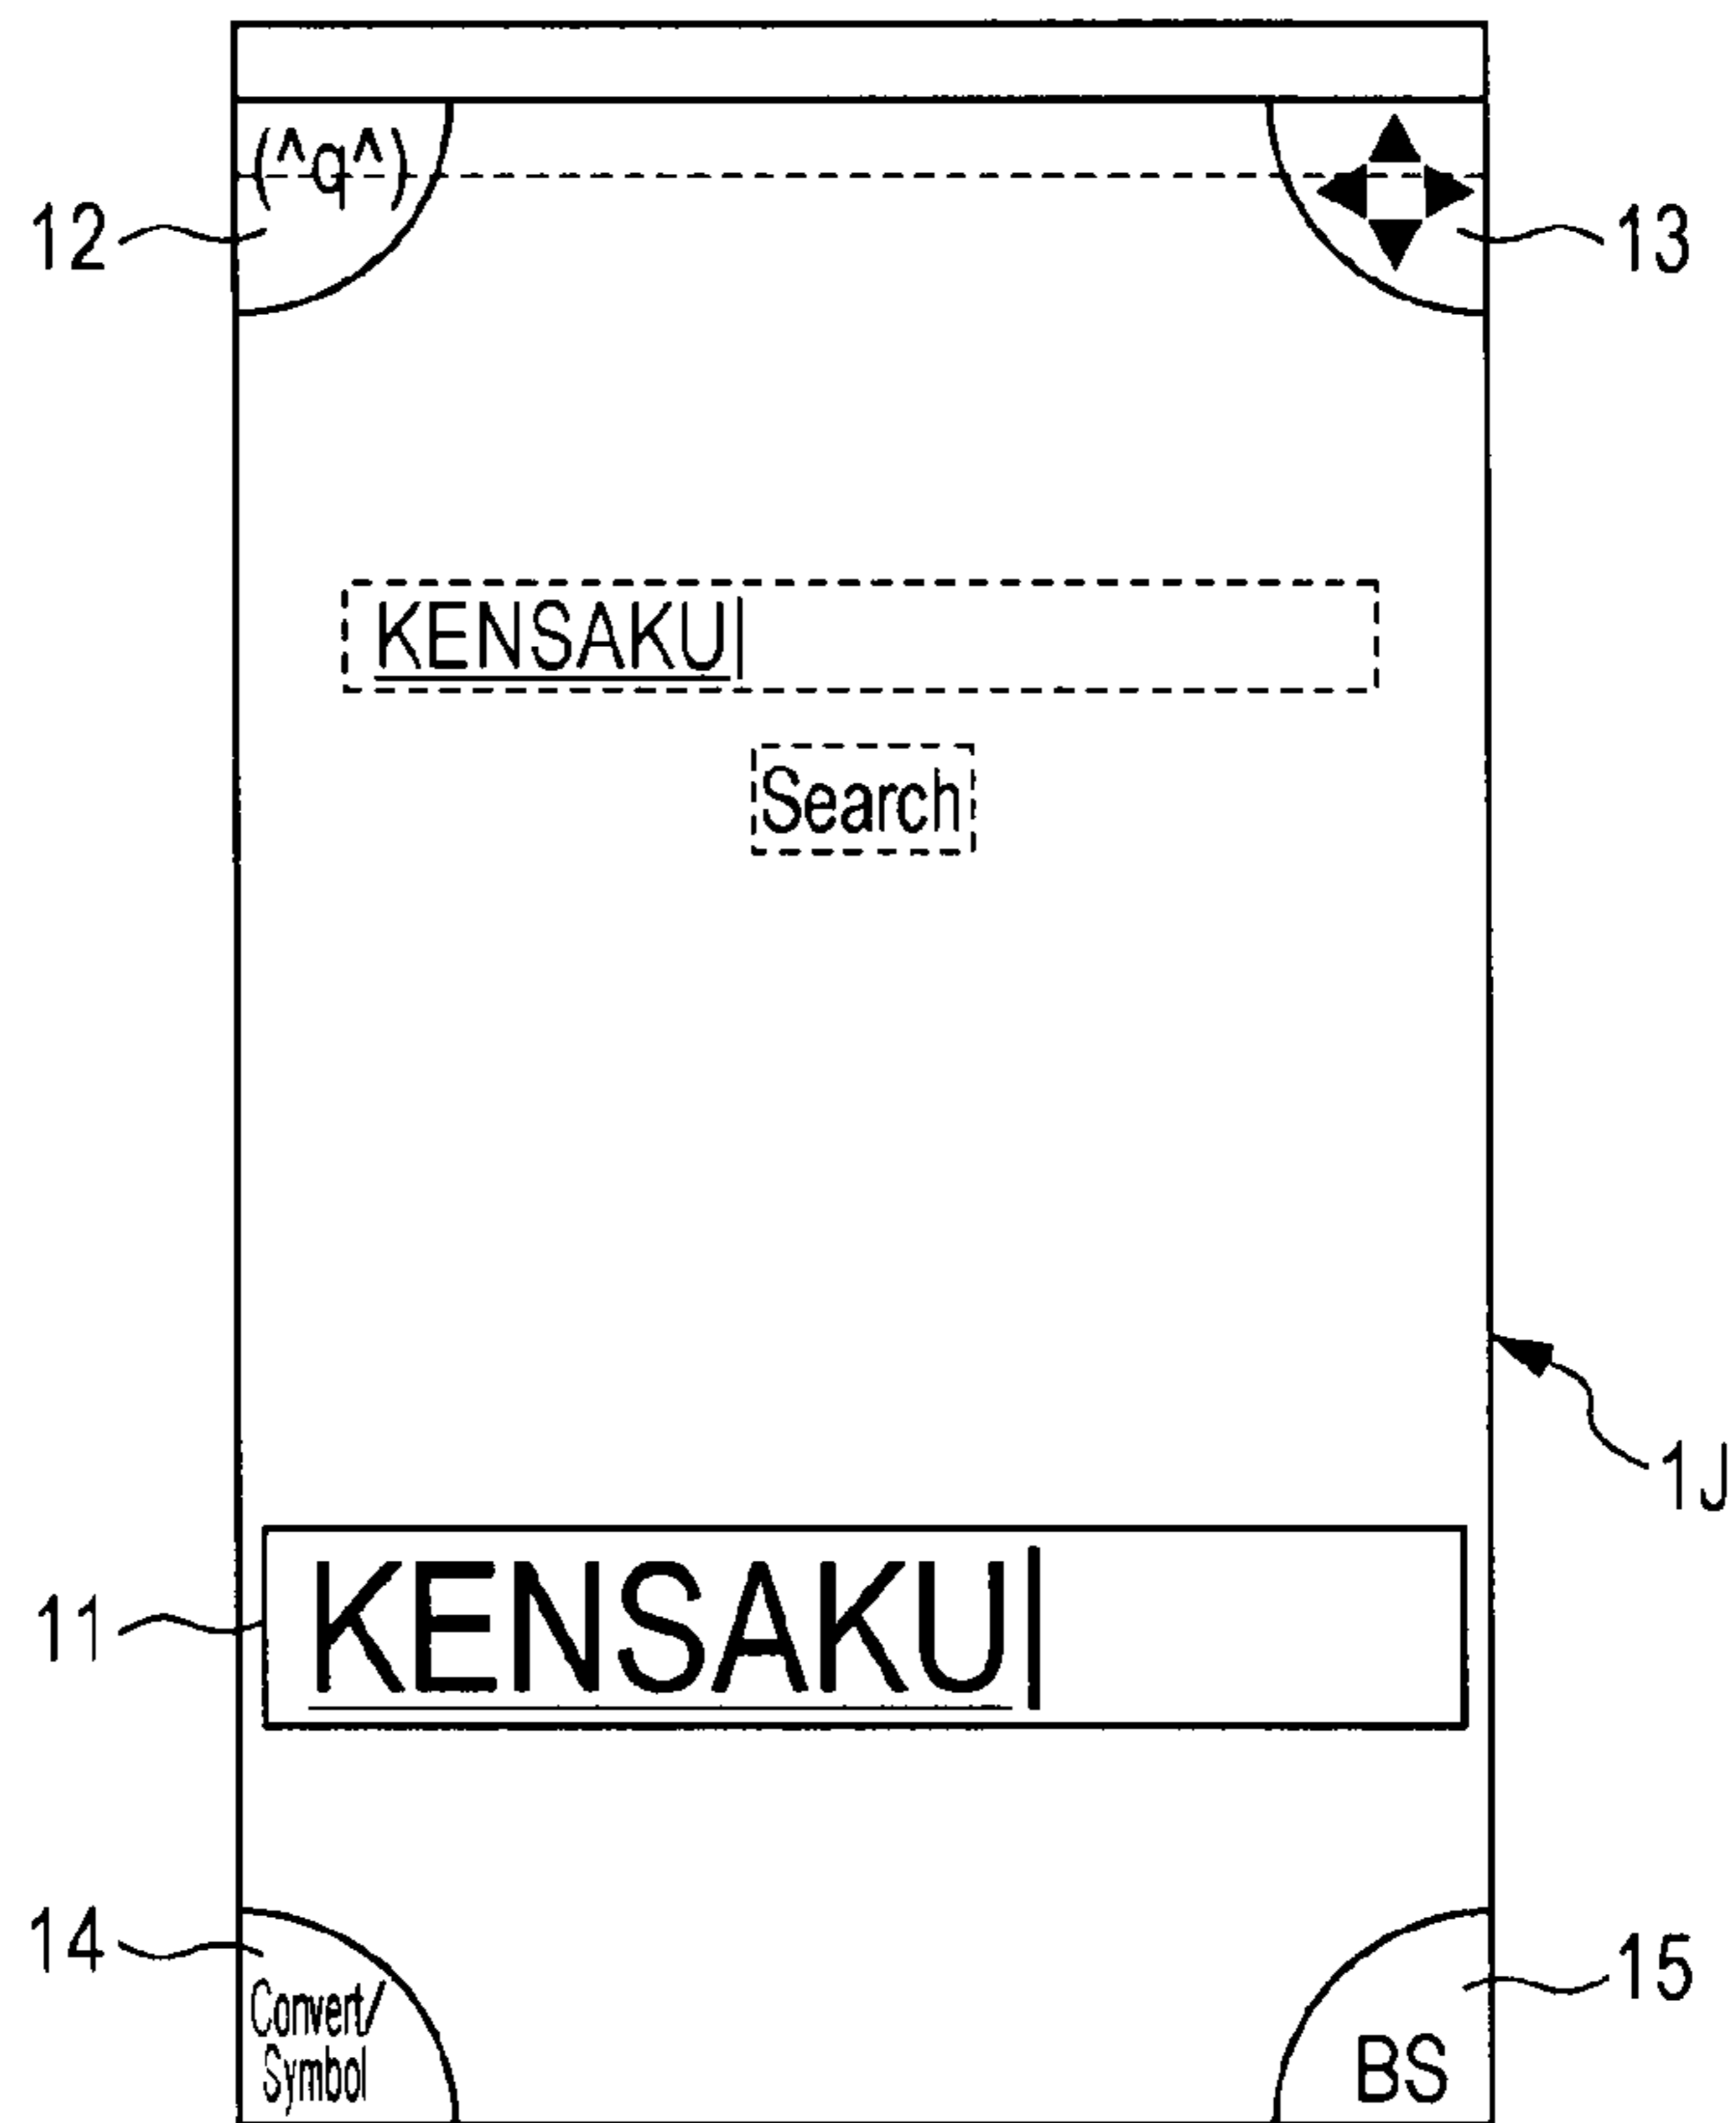 (^q^)
12
13
KENSAKU
Search
1J
11
KENSAKU
14
15
Convert/
Symbol
BS